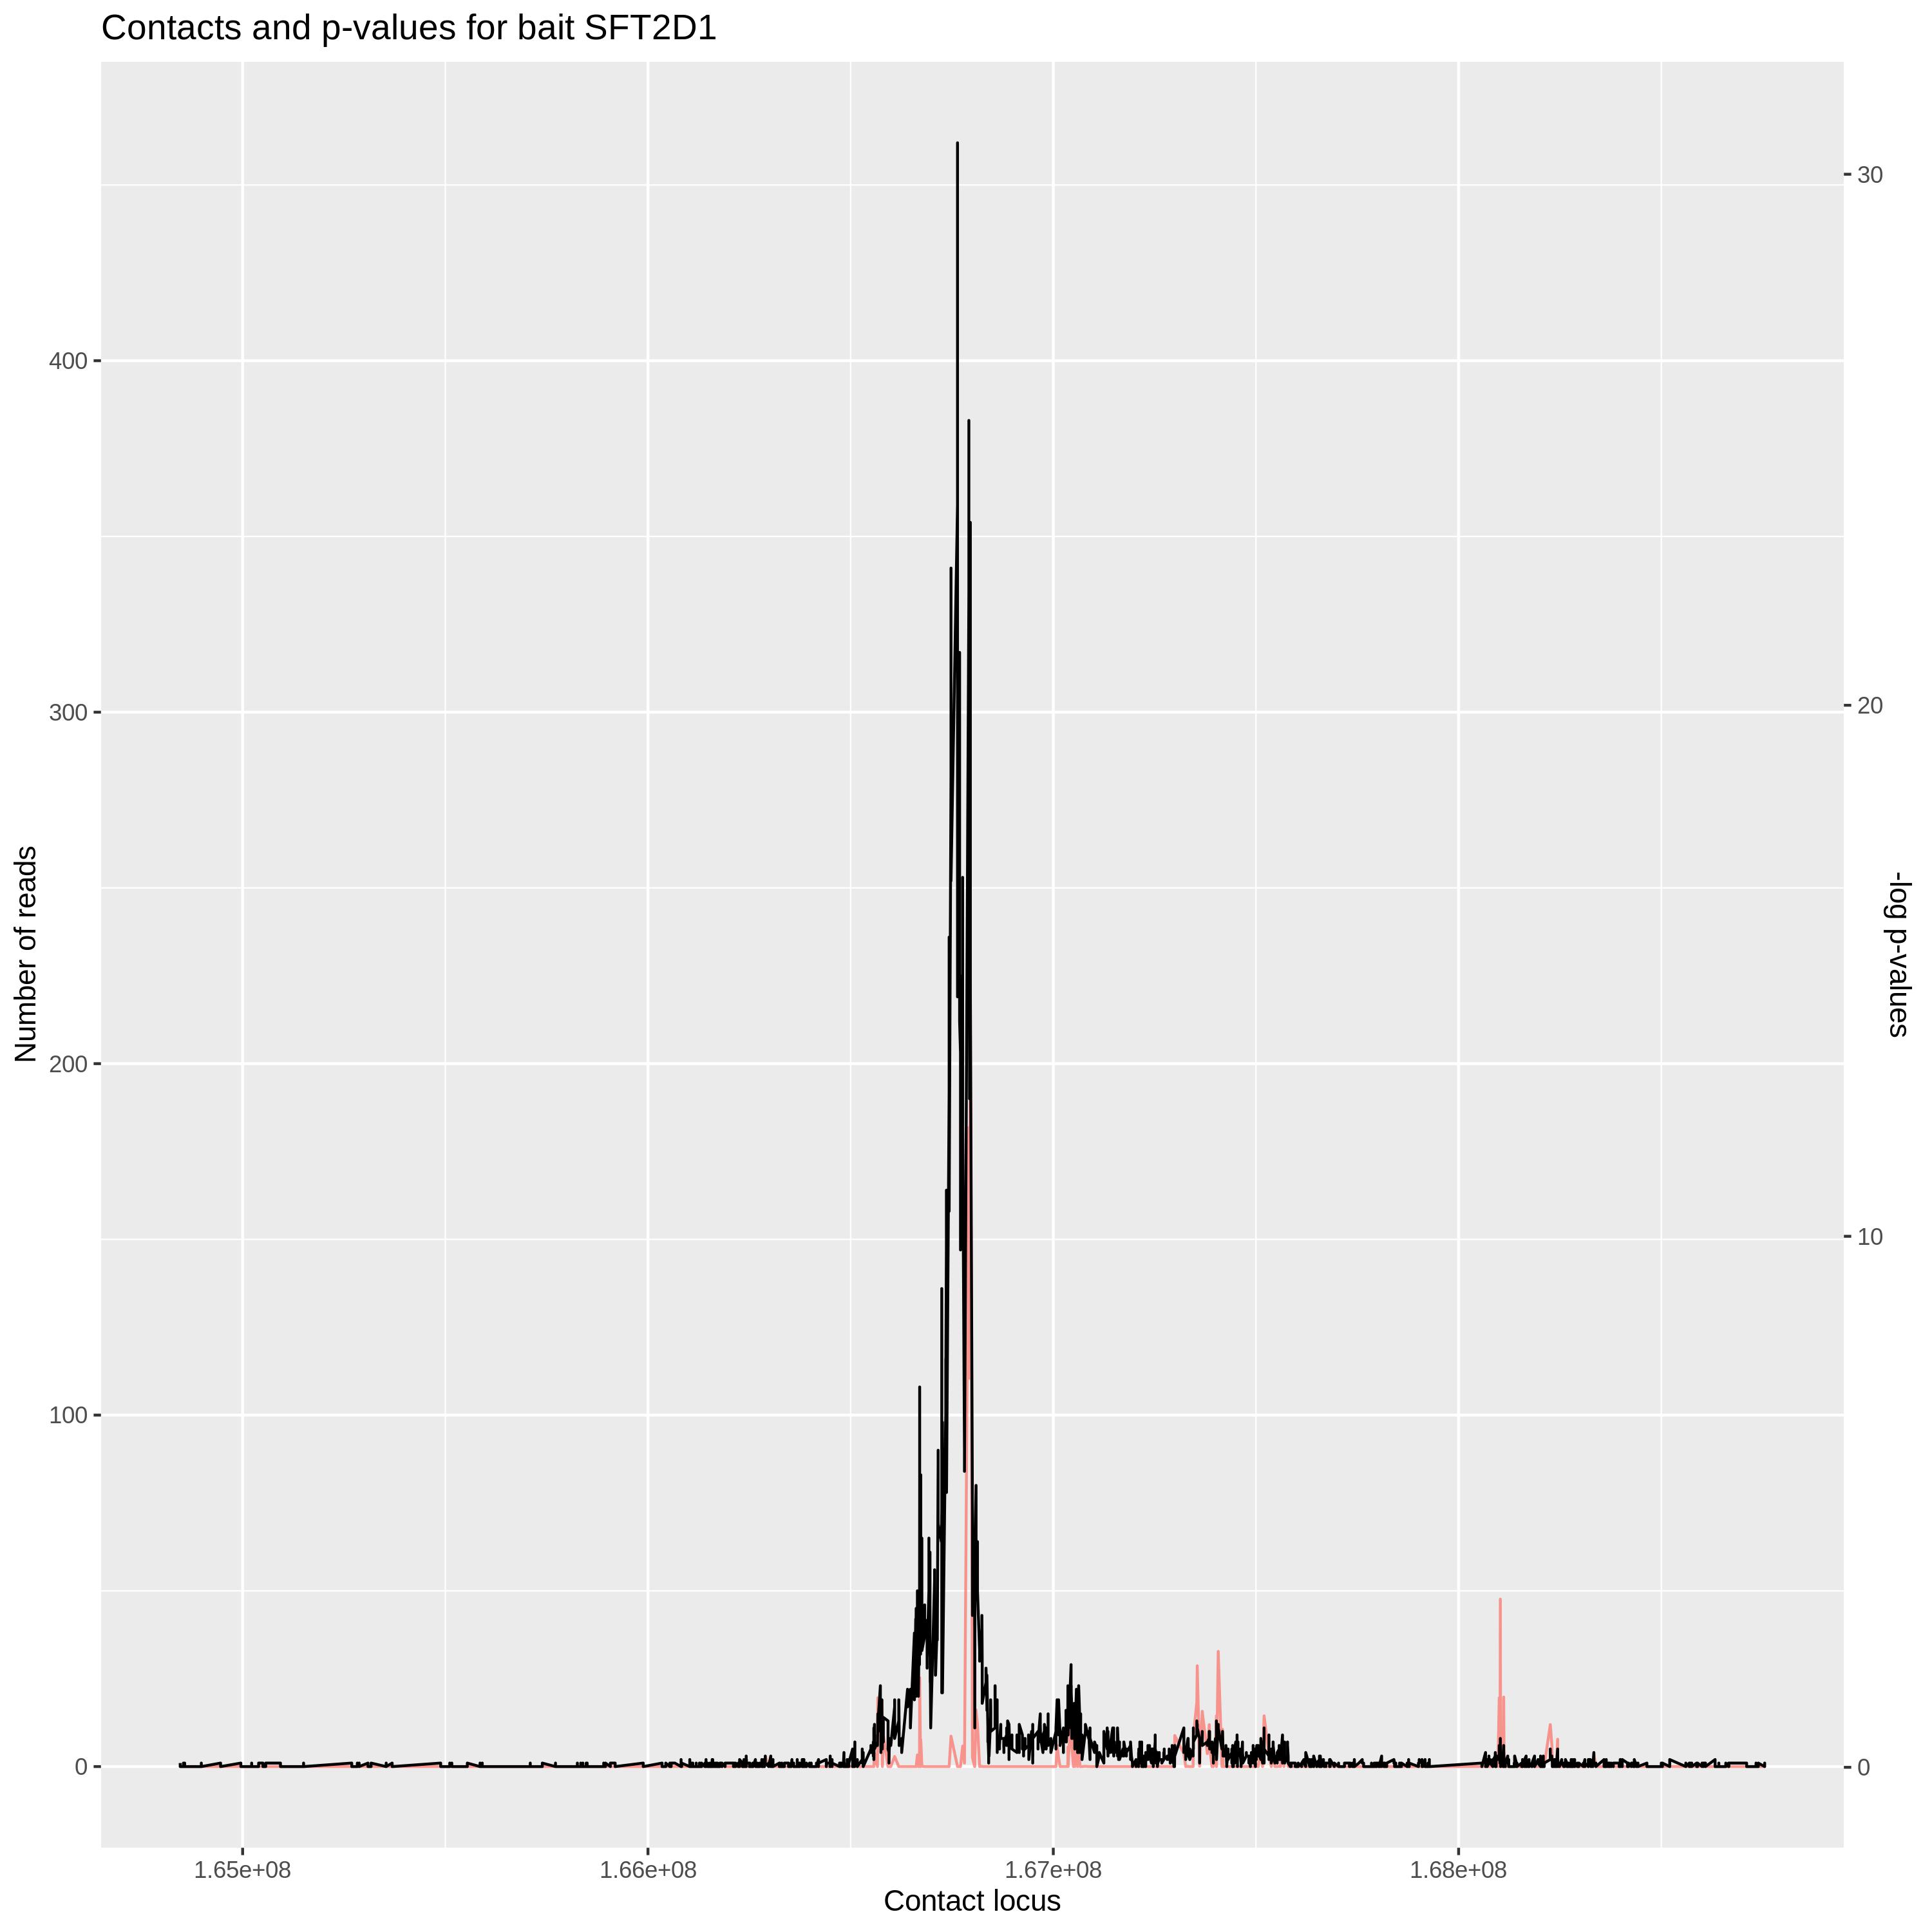 Contacts and p-values for bait SFT2D1
Number of reads
400
300
200
100
0
30
20
10
0
-log p-values
1.65e+08
1.66e+08
1.67e+08
1.68e+08
Contact locus